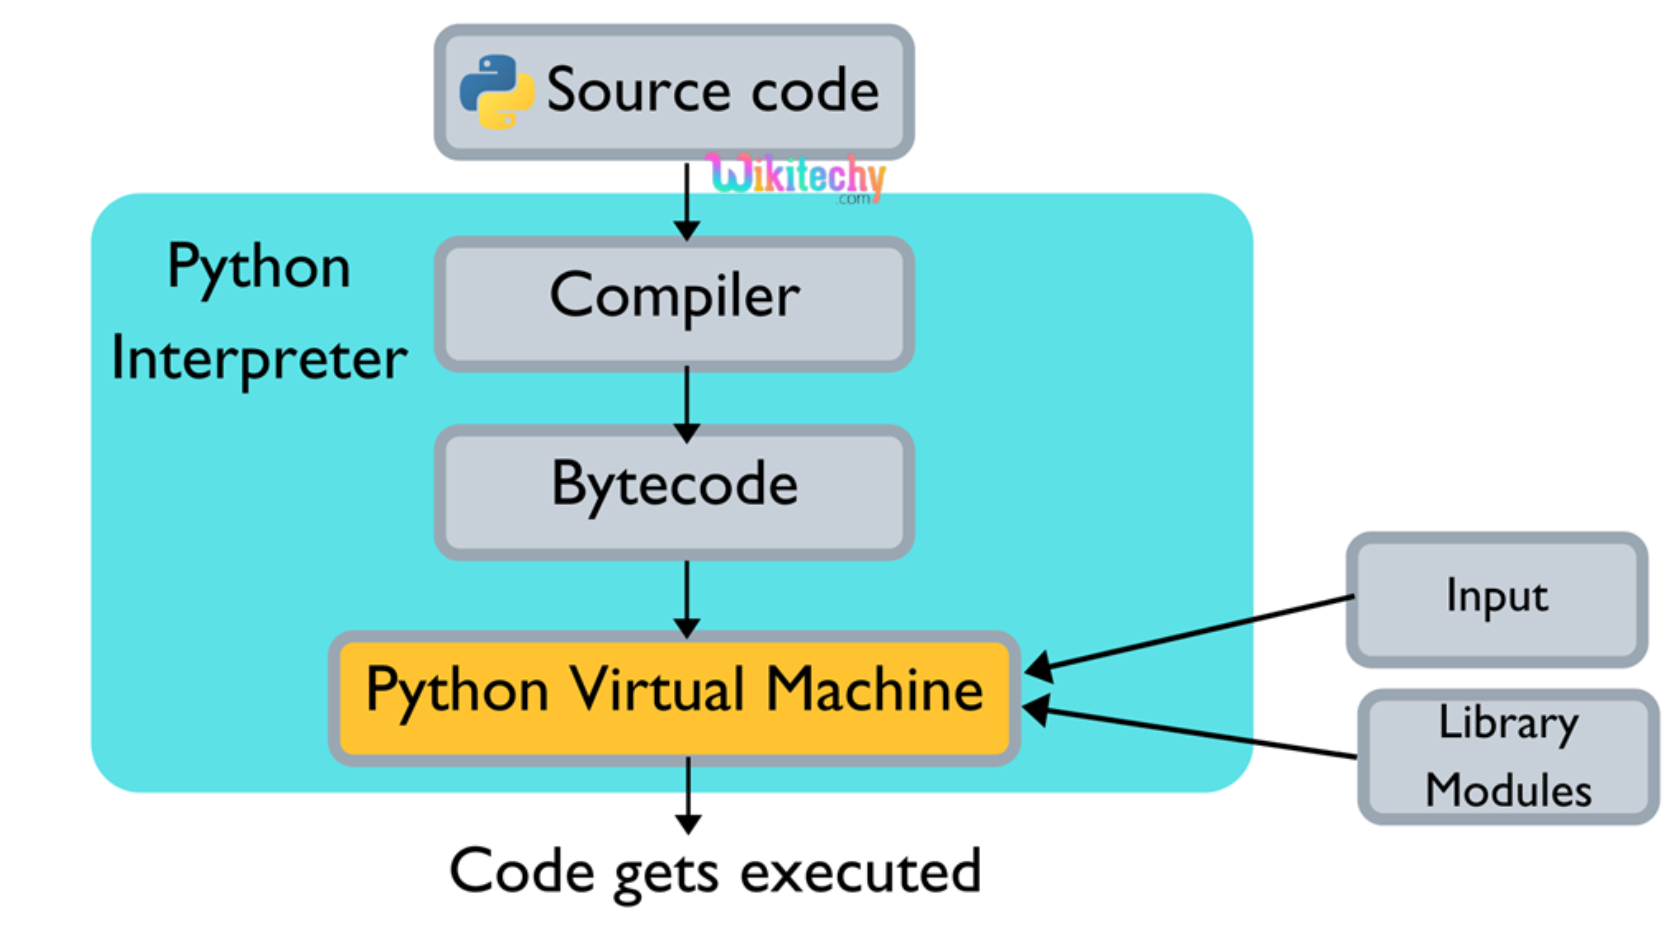 Source code
Wikitechy
.com
Python
Interpreter
Compiler
Bytecode
Python Virtual Machine
Input
Library
Modules
Code gets executed